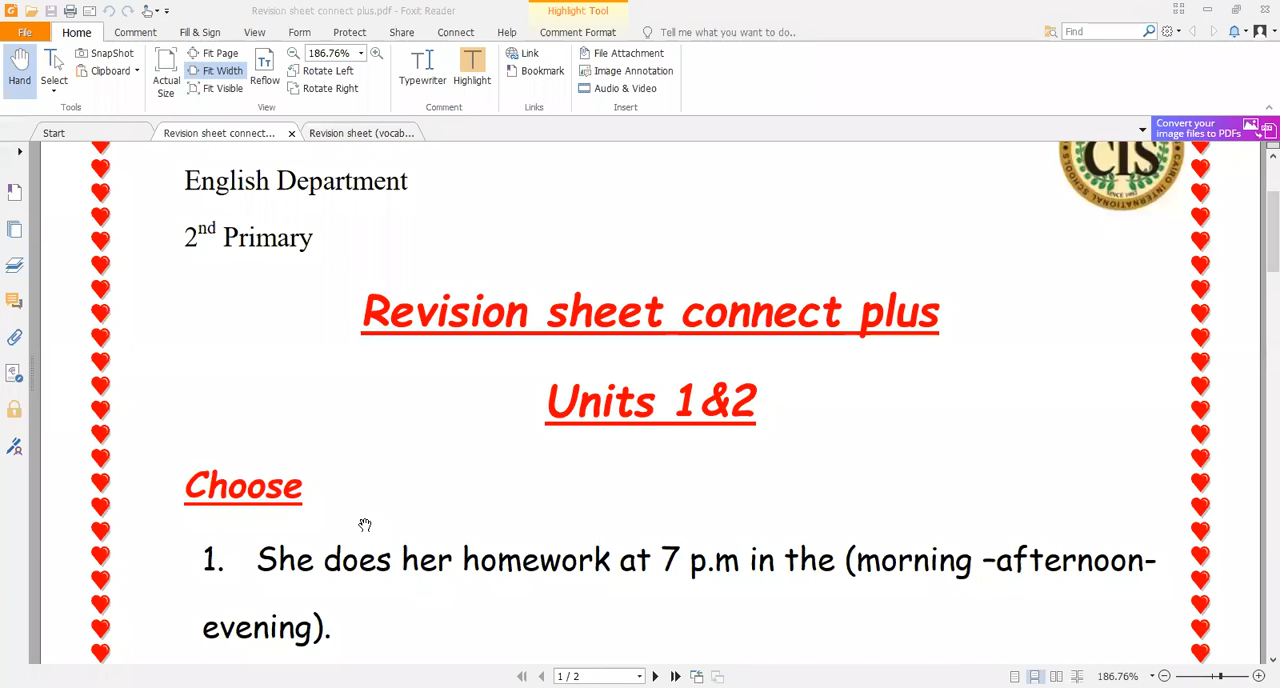 Revision sheet connect plus.pdf - Foxit Reader
Highlight Tool
File Home Comment Fill & Sign View Form Protect Share Connect Help Comment Format Tell me what you want to do.. Find
Hand
Select
SnapShot
Clipboard
Tools
Actual Size
Fit Page
Fit Width
Fit Visible
Reflow
186.76%
Rotate Left
Rotate Right
View
Typewriter
Highlight
Comment
Link
Bookmark
Links
File Attachment
Image Annotation
Audio & Video
Insert
Start Revision sheet connect... Revision sheet (vocab...
Convert your
image files to PDFs
English Department
CIS
CAIRO INTERNATIONAL SCHOOLS
2nd Primary
Revision sheet connect plus
Units 1&2
Choose
1. She does her homework at 7 p.m in the (morning –afternoon-
evening).
1 / 2
186.76%